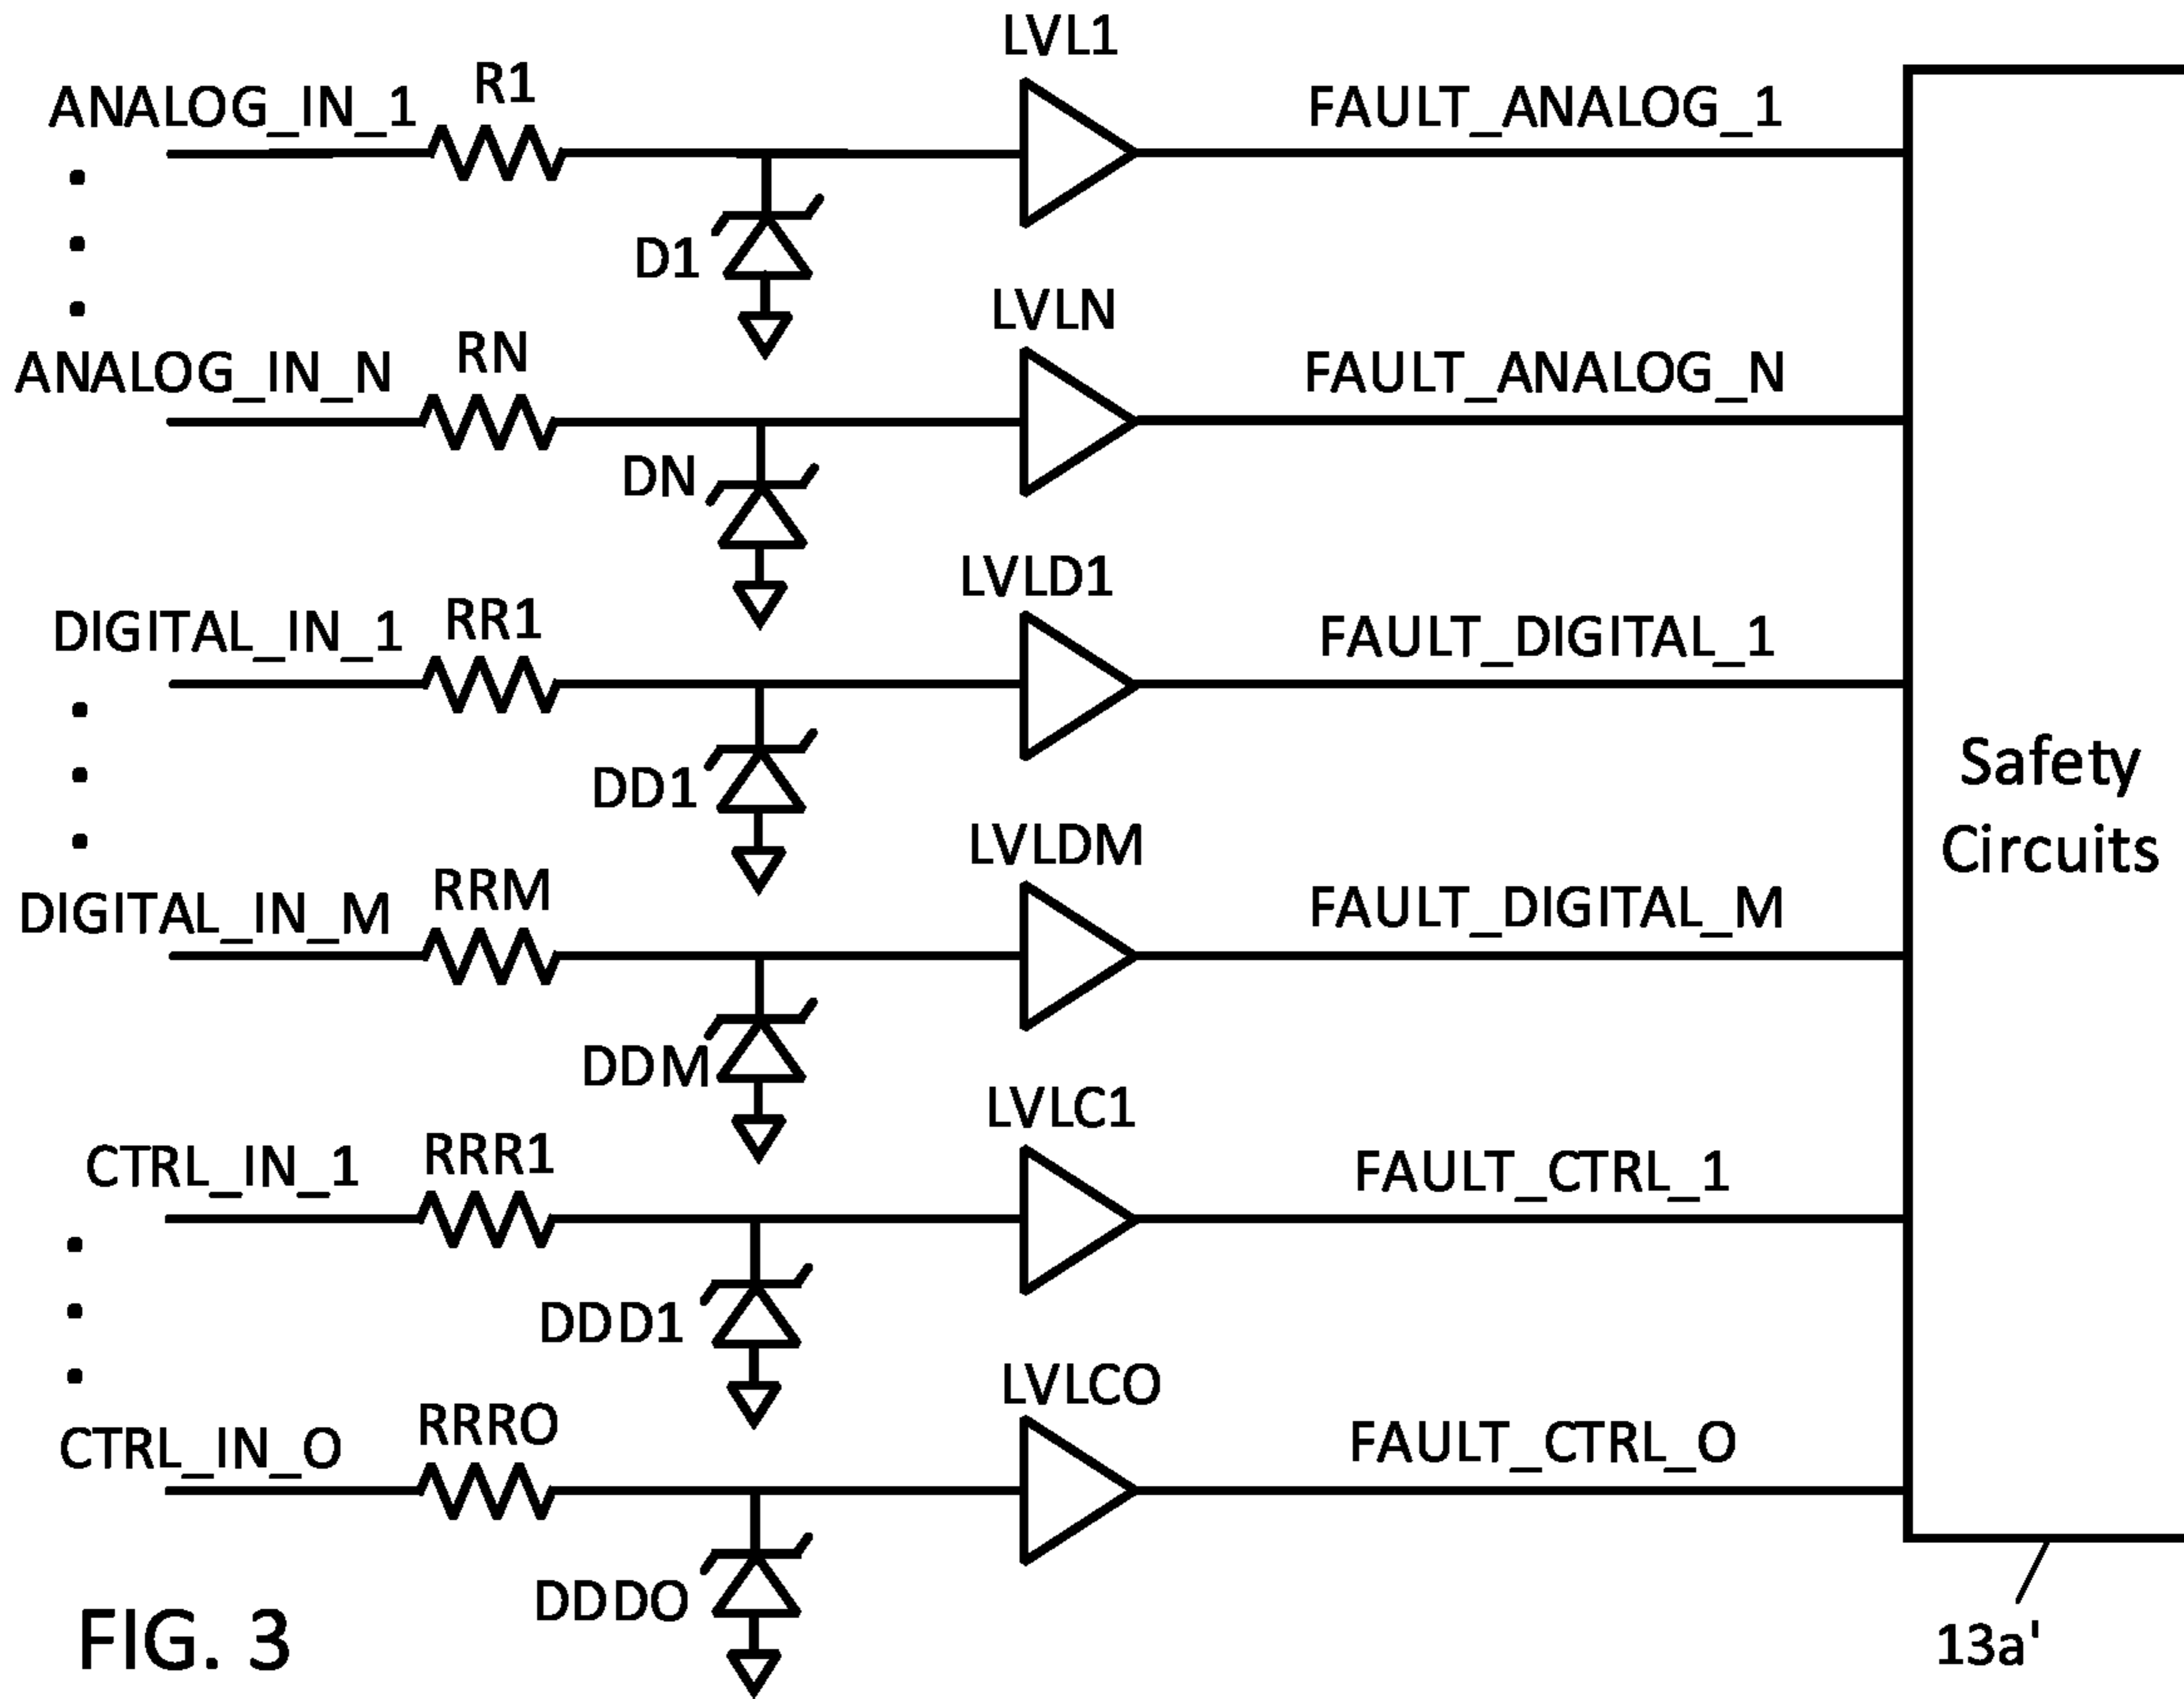 LVL1
R1
ANALOG_IN_1
FAULT_ANALOG_1
D1
LVLN
RN
ANALOG_IN_N
FAULT_ANALOG_N
DN
LVLD1
RR1
DIGITAL_IN_1
FAULT_DIGITAL_1
DD1
Safety
Circuits
LVLDM
RRM
DIGITAL_IN_M
FAULT_DIGITAL_M
DDM
LVLC1
RRR1
CTRL_IN_1
FAULT_CTRL_1
DDD1
LVLCO
RRRO
CTRL_IN_O
FAULT_CTRL_O
DDDO
FIG. 3
13a'